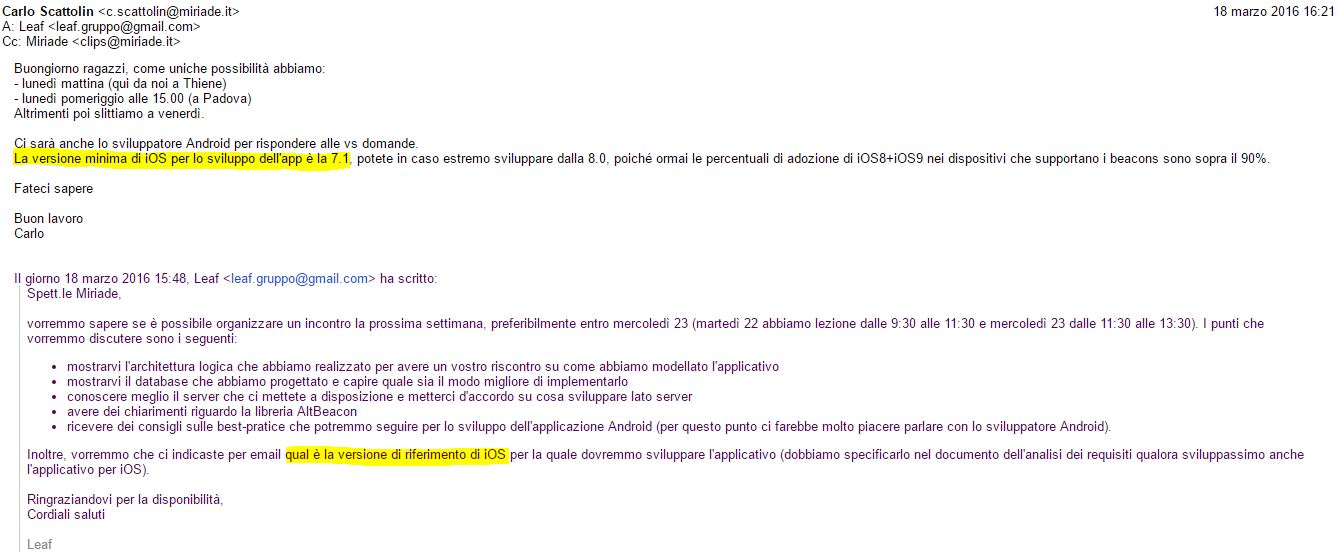 Carlo Scattolin <c.scattolin@miriade.it> 18 marzo 2016 16:21
A: Leaf <leaf.gruppo@gmail.com>
Cc: Miriade <clips@miriade.it>
Buongiorno ragazzi, come uniche possibilità abbiamo:
- lunedì mattina (qui da noi a Thiene)
- lunedì pomeriggio alle 15.00 (a Padova)
Altrimenti poi slittiamo a venerdì.
Ci sarà anche lo sviluppatore Android per rispondere alle vs domande.
La versione minima di iOS per lo sviluppo dell'app è la 7.1, potete in caso estremo sviluppare dalla 8.0, poiché ormai le percentuali di adozione di iOS8+iOS9 nei dispositivi che supportano i beacons sono sopra il 90%.
Fateci sapere
Buon lavoro
Carlo
Il giorno 18 marzo 2016 15:48, Leaf <leaf.gruppo@gmail.com> ha scritto:
Spett.le Miriade,
vorremmo sapere se è possibile organizzare un incontro la prossima settimana, preferibilmente entro mercoledì 23 (martedì 22 abbiamo lezione dalle 9:30 alle 11:30 e mercoledì 23 dalle 11:30 alle 13:30). I punti che
vorremmo discutere sono i seguenti:
• mostrarvi l'architettura logica che abbiamo realizzato per avere un vostro riscontro su come abbiamo modellato l'applicativo
• mostrarvi il database che abbiamo progettato e capire quale sia il modo migliore di implementarlo
• conoscere meglio il server che ci mettete a disposizione e metterci d'accordo su cosa sviluppare lato server
• avere dei chiarimenti riguardo la libreria AltBeacon
• ricevere dei consigli sulle best-pratice che potremmo seguire per lo sviluppo dell'applicazione Android (per questo punto ci farebbe molto piacere parlare con lo sviluppatore Android).
Inoltre, vorremmo che ci indicaste per email qual è la versione di riferimento di iOS per la quale dovremmo sviluppare l'applicativo (dobbiamo specificarlo nel documento dell'analisi dei requisiti qualora sviluppassimo anche
l'applicativo per iOS).
Ringraziandovi per la disponibilità,
Cordiali saluti
Leaf